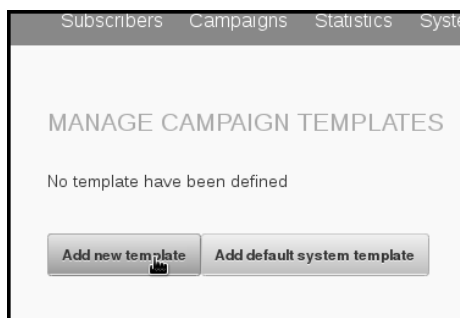 Subscribers Campaigns Statistics
MANAGE CAMPAIGN TEMPLATES
No template have been defined
Add new template Add default system template